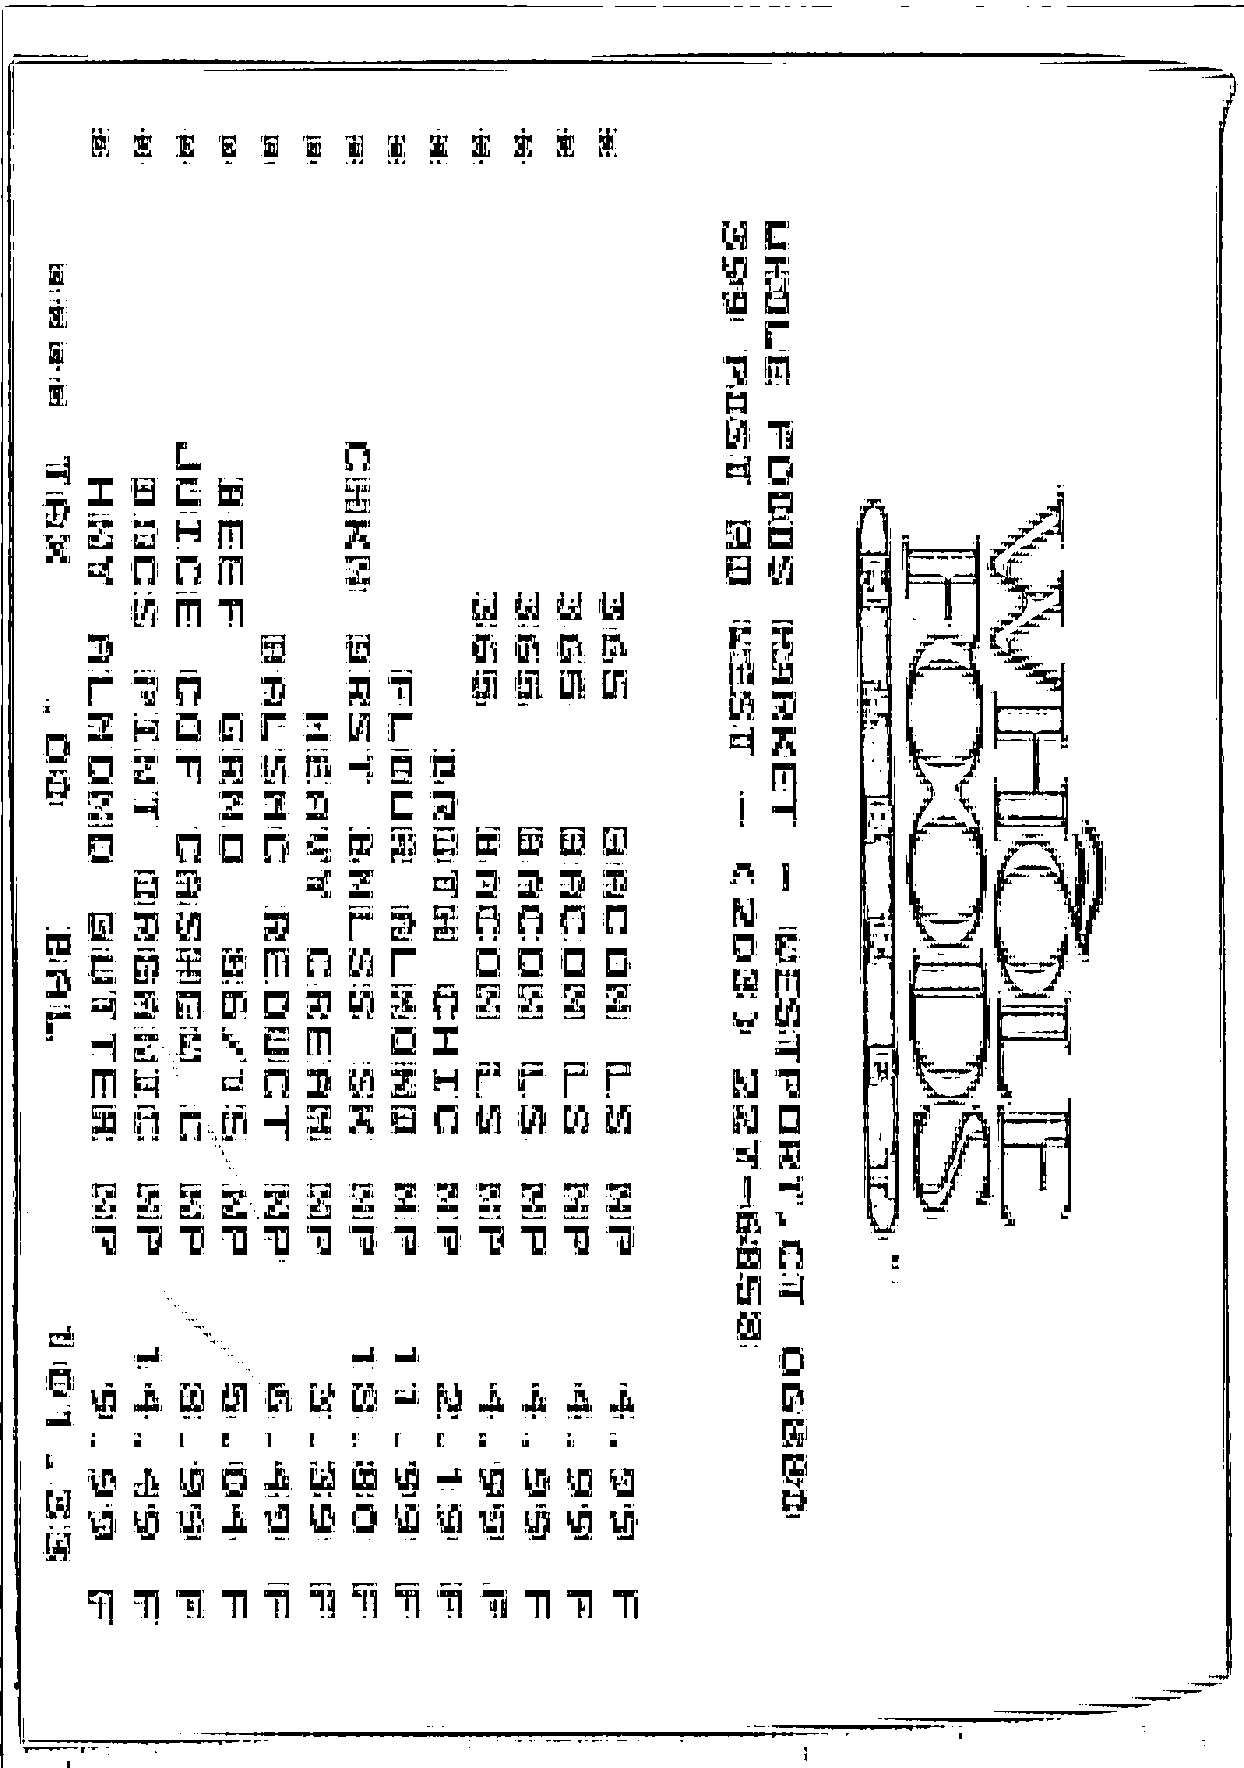 WHOLE
FOODS
MARKET
WHOLE FOODS MARKET - WESTPORT,CT 06880
399 POST RD WEST - (203) 227-6858
* 365 BACON LS NP 4.99 F
* 365 BACON LS NP 4.99 F
* 365 BACON LS NP 4.99 F
* 365 BACON LS NP 4.99 F
* BROTH CHIC NP 2.19 F
* FLOUR ALMOND NP 11.99 F
* CHKN BRST BNLSS SK NP 18.80 F
* HEAVY CREAM NP 3.39 F
* BALSMC REDUCT NP 6.49 F
* BEEF GRND 85/15 NP 5.04 F
* JUICE COF CASHEW C NP 8.99 F
* DOCS PINT ORGANIC NP 14.49 F
* HNY ALMOND BUTTER NP 9.99 F
**** TAX .00 BAL 101.33